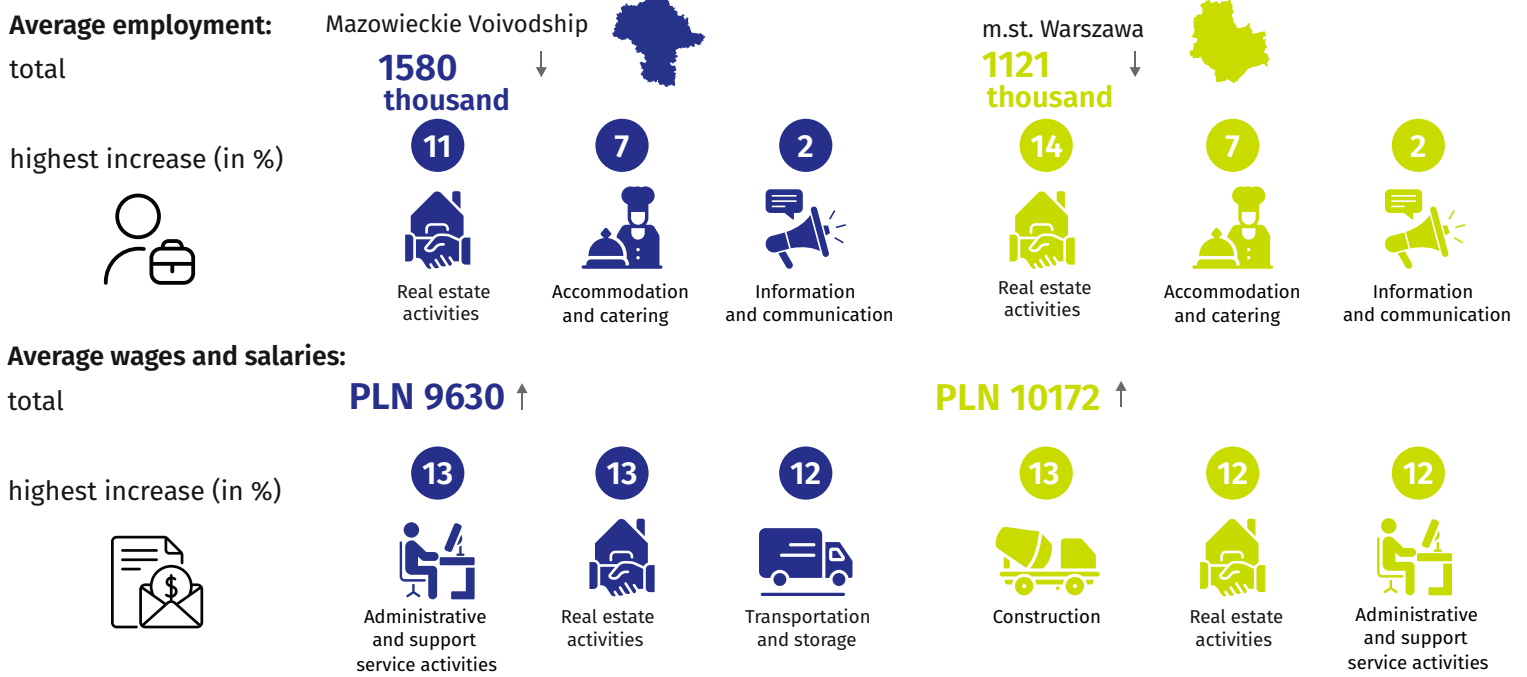 Average employment:
Mazowieckie Voivodship
m.st. Warszawa
total
1580
thousand
1121
thousand
highest increase (in %)
11
7
2
14
7
2
Real estate
activities
Accommodation
and catering
Information
and communication
Real estate
activities
Accommodation
and catering
Information
and communication
Average wages and salaries:
total
PLN 9630
PLN 10172
highest increase (in %)
13
13
12
13
12
12
$
Administrative
and support
service activities
Real estate
activities
Transportation
and storage
Construction
Real estate
activities
Administrative
and support
service activities